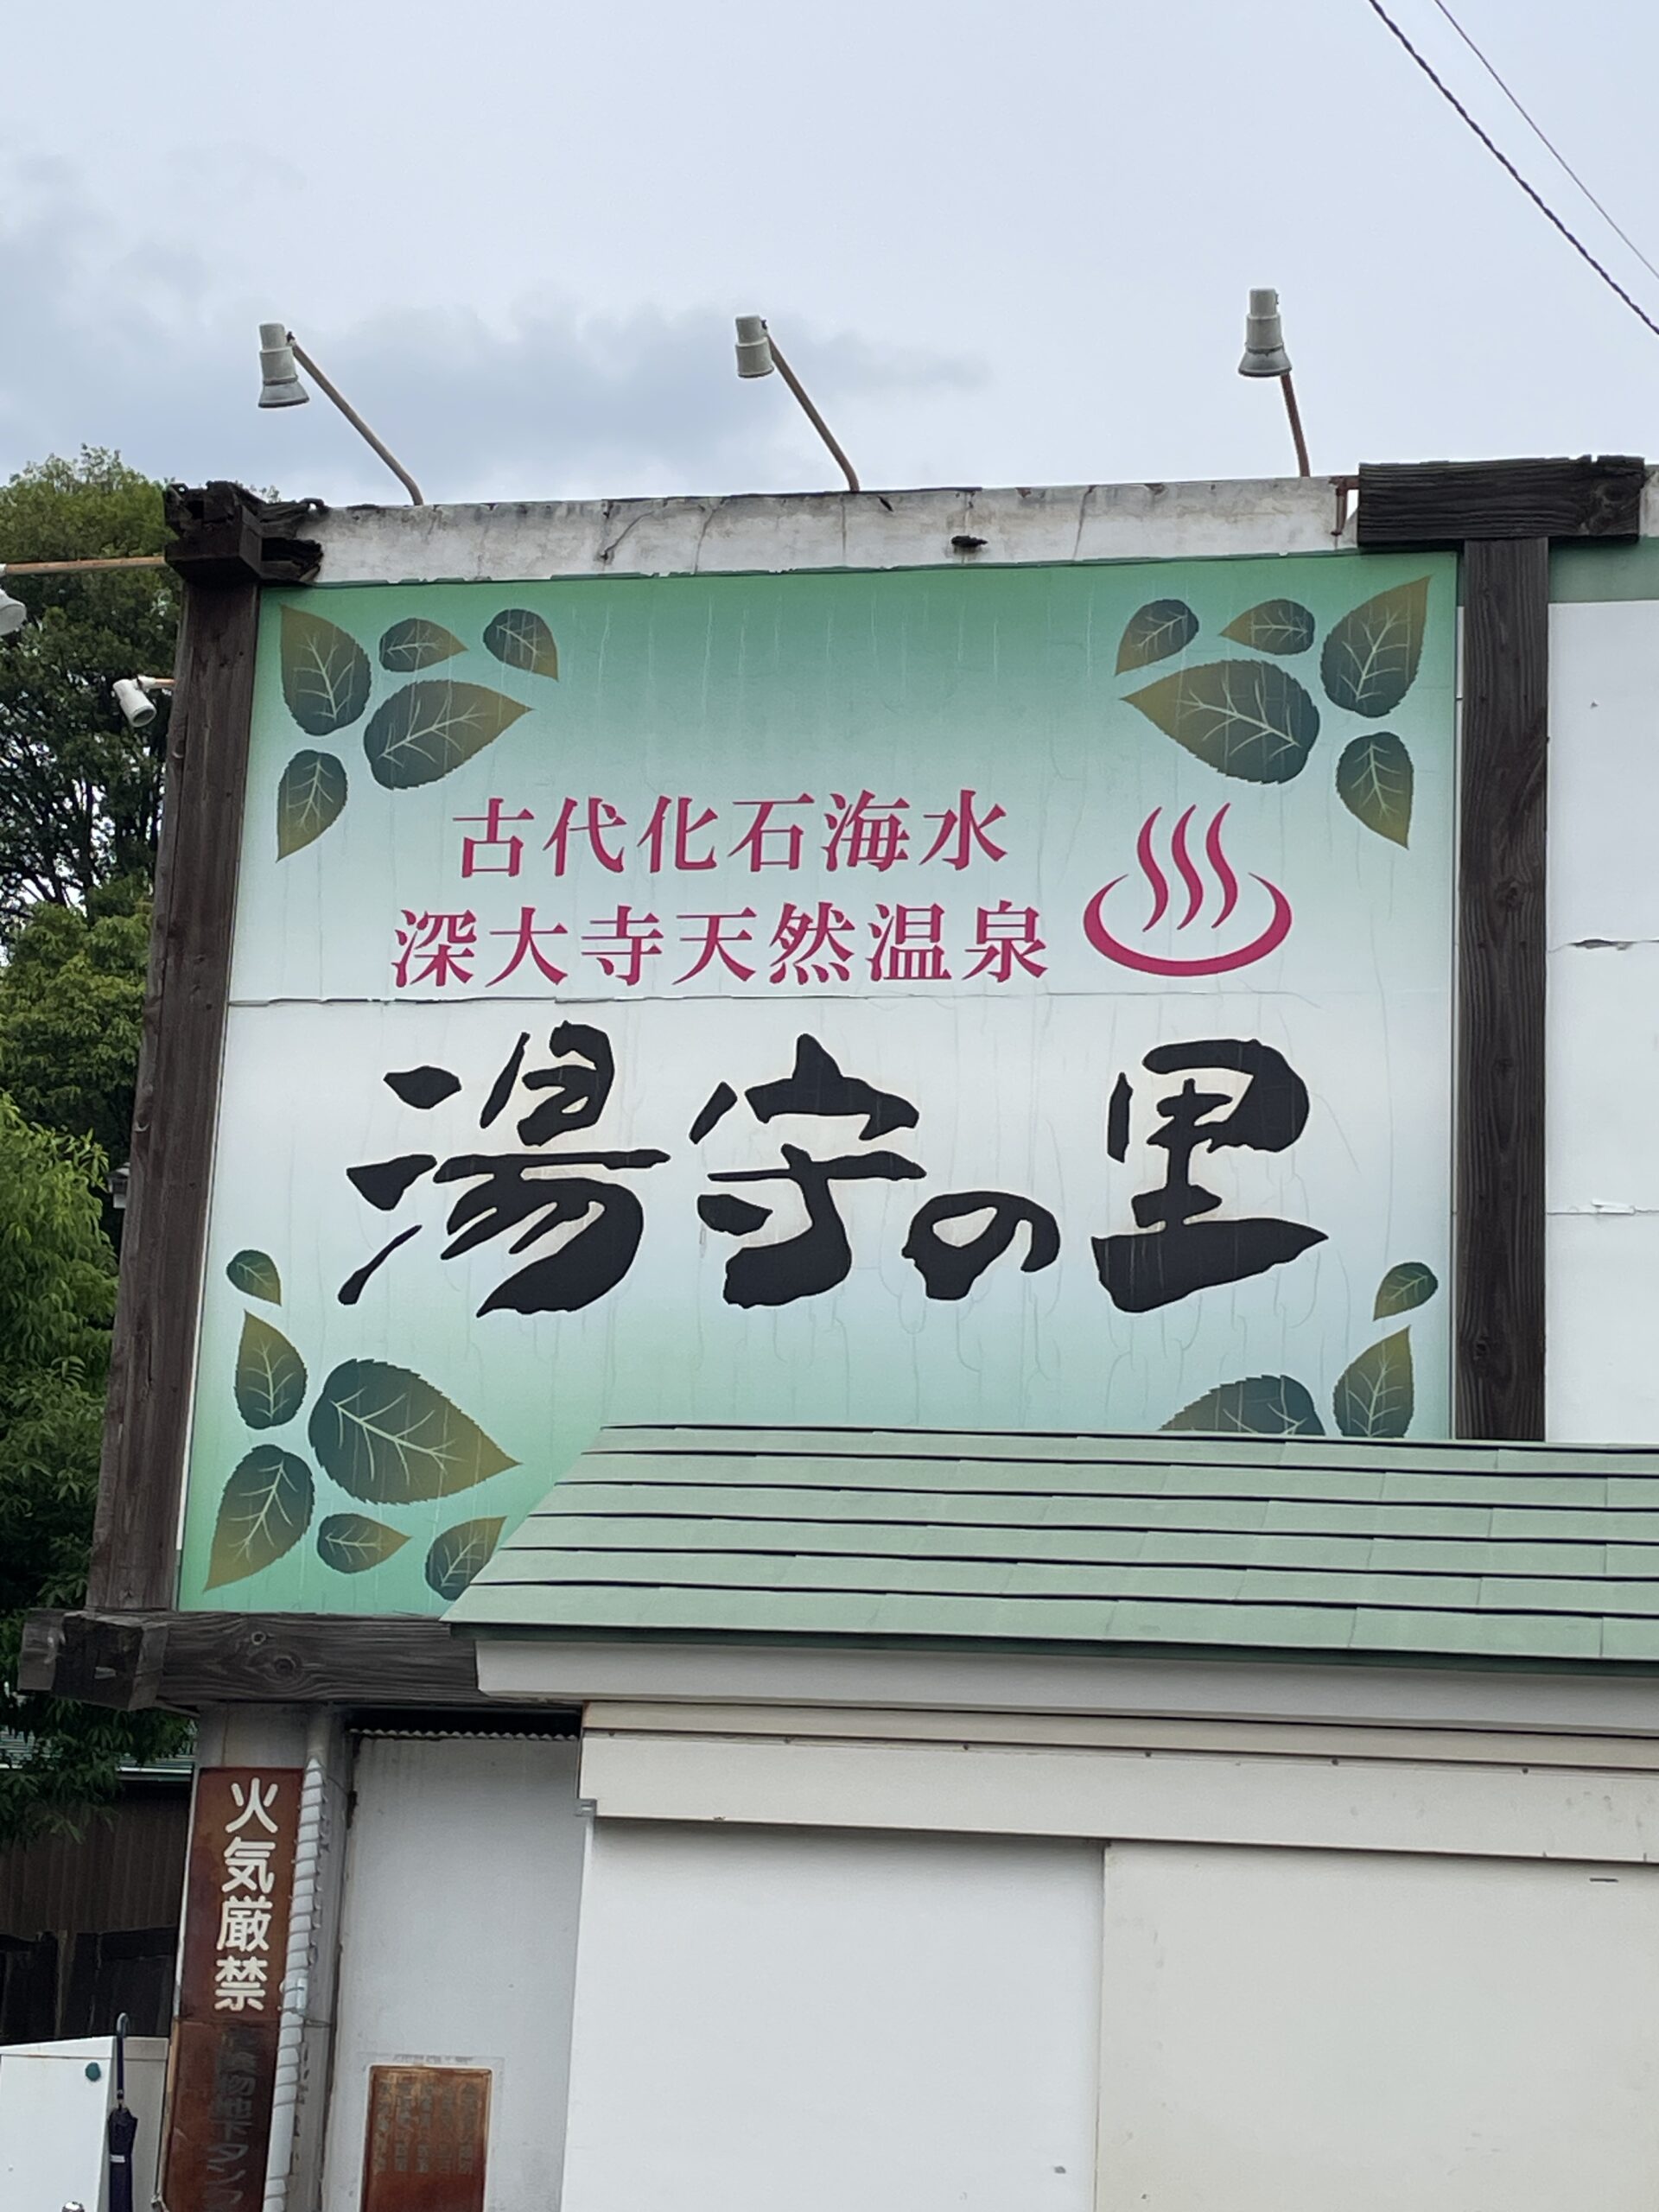 古代化石海水
深大寺天然温泉
湯守の里
火気厳禁